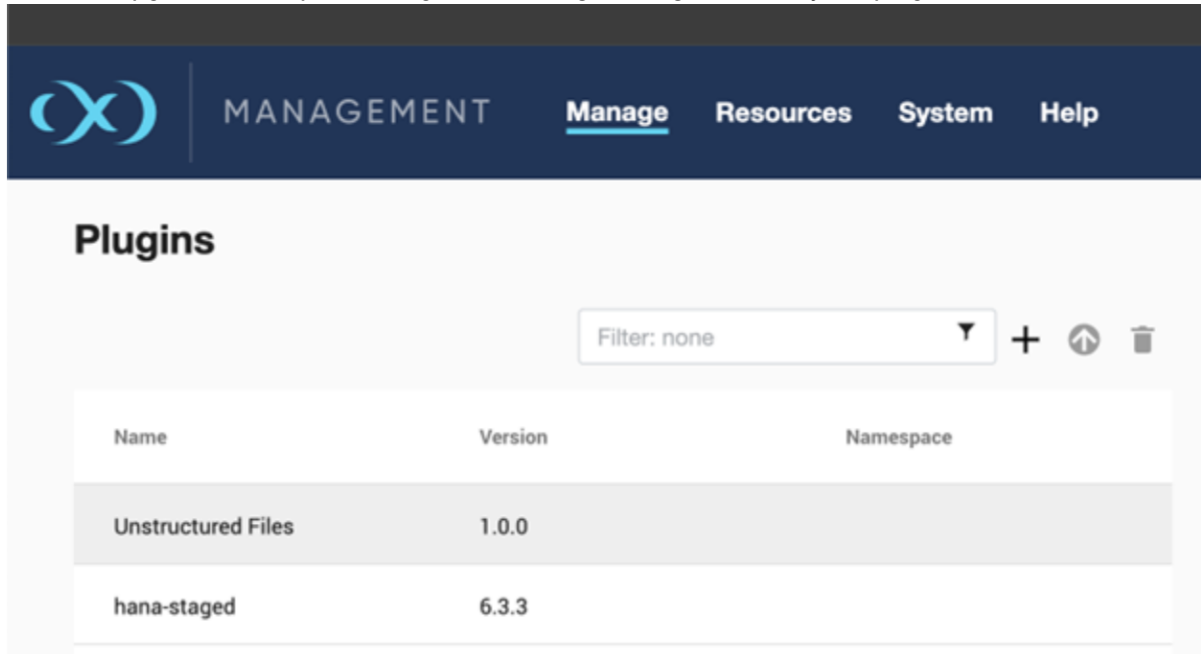 MANAGEMENT Manage Resources System Help
Plugins
Filter: none
Name Version Namespace
Unstructured Files 1.0.0
hana-staged 6.3.3